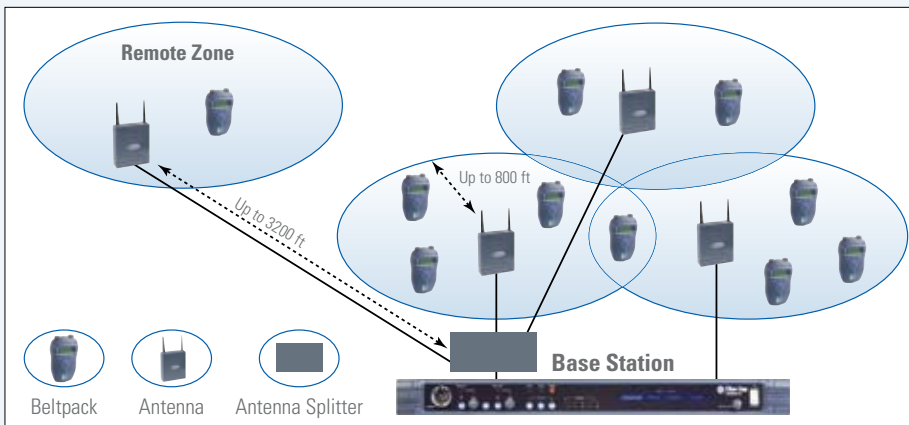 Remote Zone
Up to 800 ft
Up to 3200 ft
Base Station
Beltpack
Antenna
Antenna Splitter